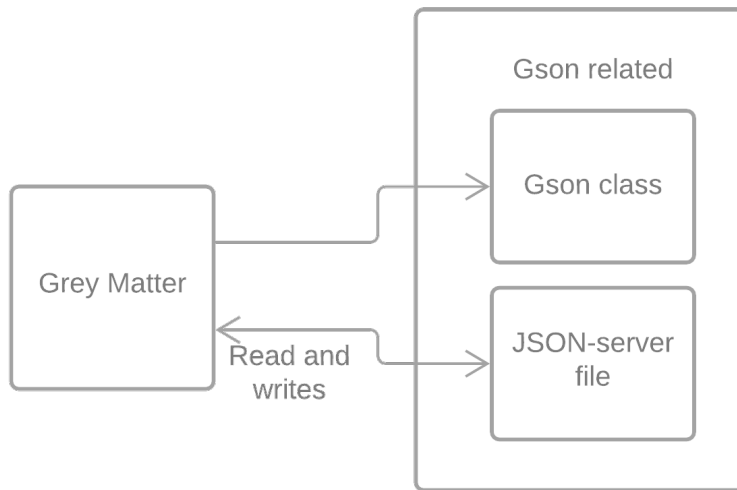 Gson related
Gson class
Grey Matter
JSON-server
file
Read and
writes